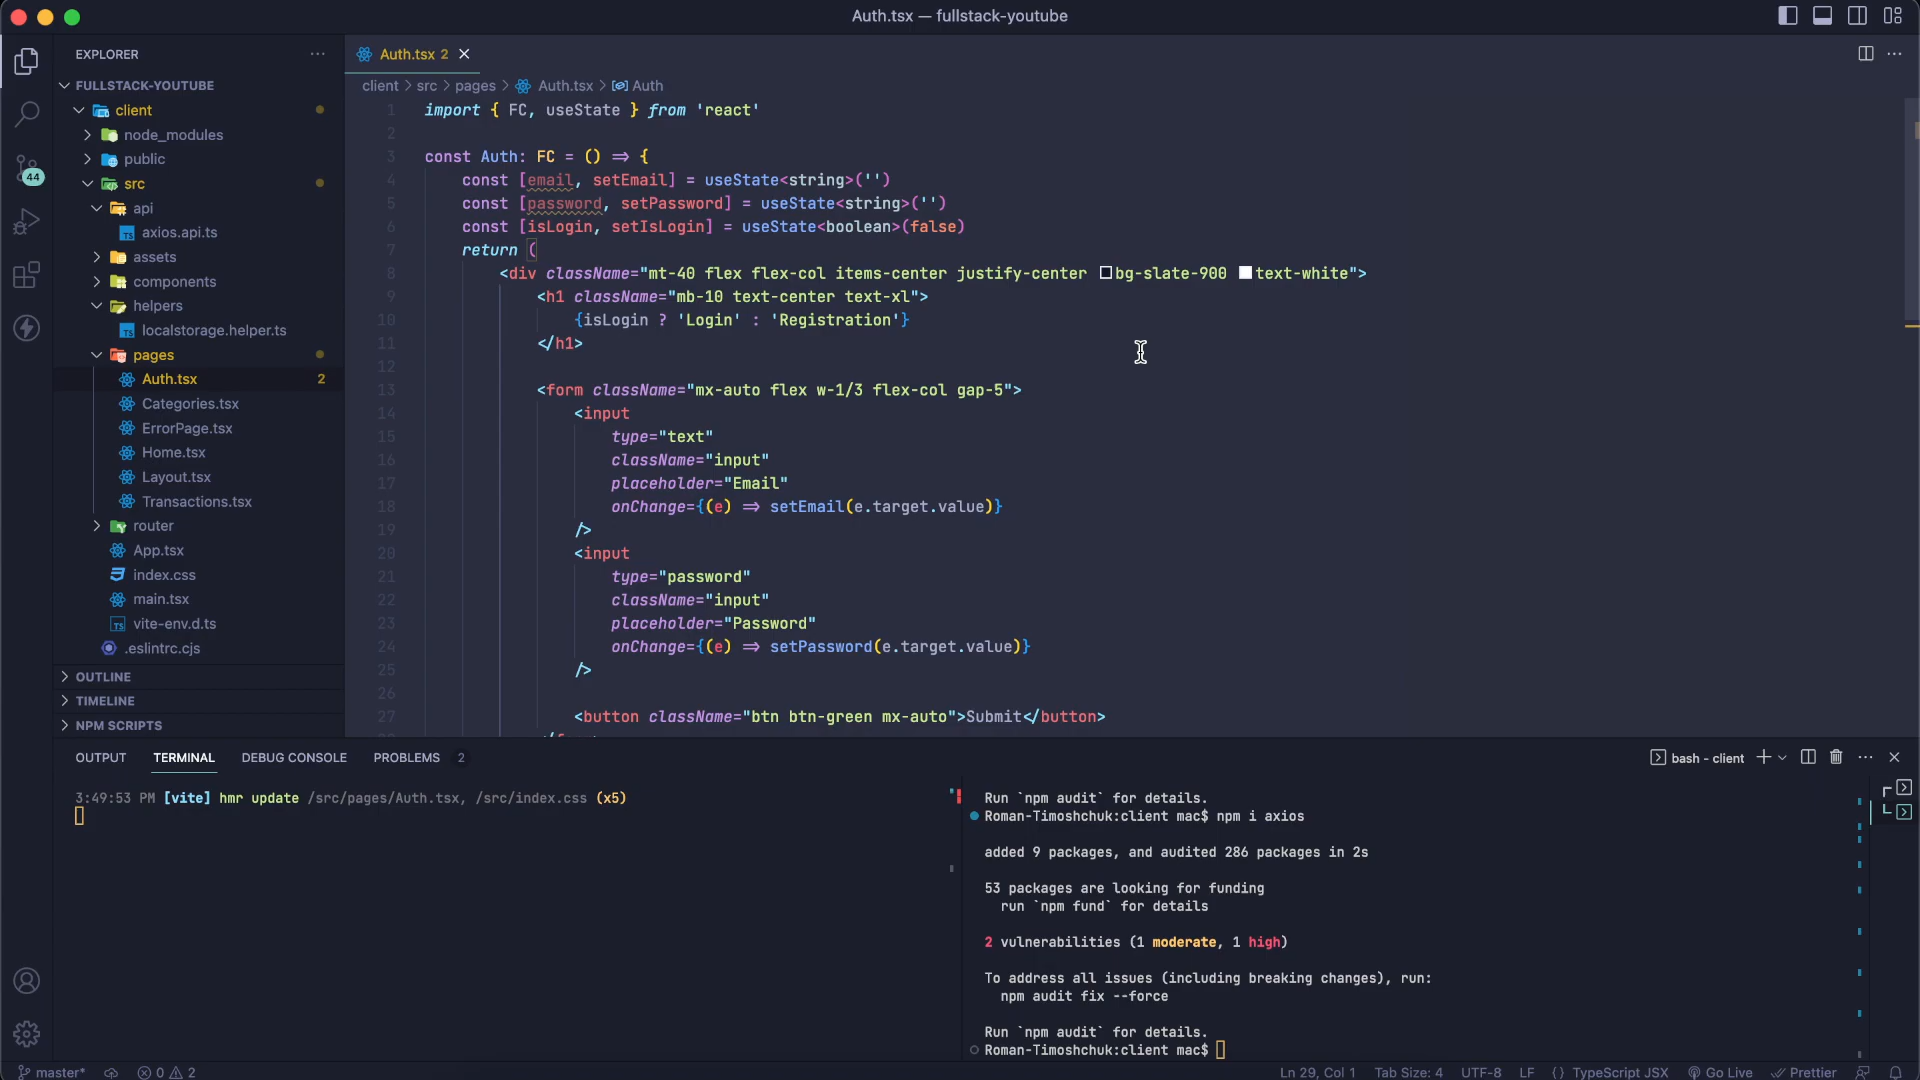 Auth.tsx — fullstack-youtube
EXPLORER
FULLSTACK-YOUTUBE
client
node_modules
public
src
api
axios.api.ts
assets
components
helpers
localstorage.helper.ts
pages
Auth.tsx 2
Categories.tsx
ErrorPage.tsx
Home.tsx
Layout.tsx
Transactions.tsx
router
App.tsx
index.css
main.tsx
vite-env.d.ts
.eslintrc.cjs
OUTLINE
TIMELINE
NPM SCRIPTS
44
Auth.tsx 2
client > src > pages > Auth.tsx > Auth
1 import { FC, useState } from 'react'
2
3 const Auth: FC = () => {
4 const [email, setEmail] = useState<string>('')
5 const [password, setPassword] = useState<string>('')
6 const [isLogin, setIsLogin] = useState<boolean>(false)
7 return (
8 <div className="mt-40 flex flex-col items-center justify-center bg-slate-900 text-white">
9 <h1 className="mb-10 text-center text-xl">
10 {isLogin ? 'Login' : 'Registration'}
11 </h1>
12
13 <form className="mx-auto flex w-1/3 flex-col gap-5">
14 <input
15 type="text"
16 className="input"
17 placeholder="Email"
18 onChange={(e) => setEmail(e.target.value)}
19 />
20 <input
21 type="password"
22 className="input"
23 placeholder="Password"
24 onChange={(e) => setPassword(e.target.value)}
25 />
26
27 <button className="btn btn-green mx-auto">Submit</button>
OUTPUT TERMINAL DEBUG CONSOLE PROBLEMS 2
bash - client
3:49:53 PM [vite] hmr update /src/pages/Auth.tsx, /src/index.css (x5)
Run `npm audit` for details.
Roman-Timoshchuk:client mac$ npm i axios
added 9 packages, and audited 286 packages in 2s
53 packages are looking for funding
run `npm fund` for details
2 vulnerabilities (1 moderate, 1 high)
To address all issues (including breaking changes), run:
npm audit fix --force
Run `npm audit` for details.
Roman-Timoshchuk:client mac$
master* 0 2
Ln 29, Col 1 Tab Size: 4 UTF-8 LF {} TypeScript JSX Go Live Prettier